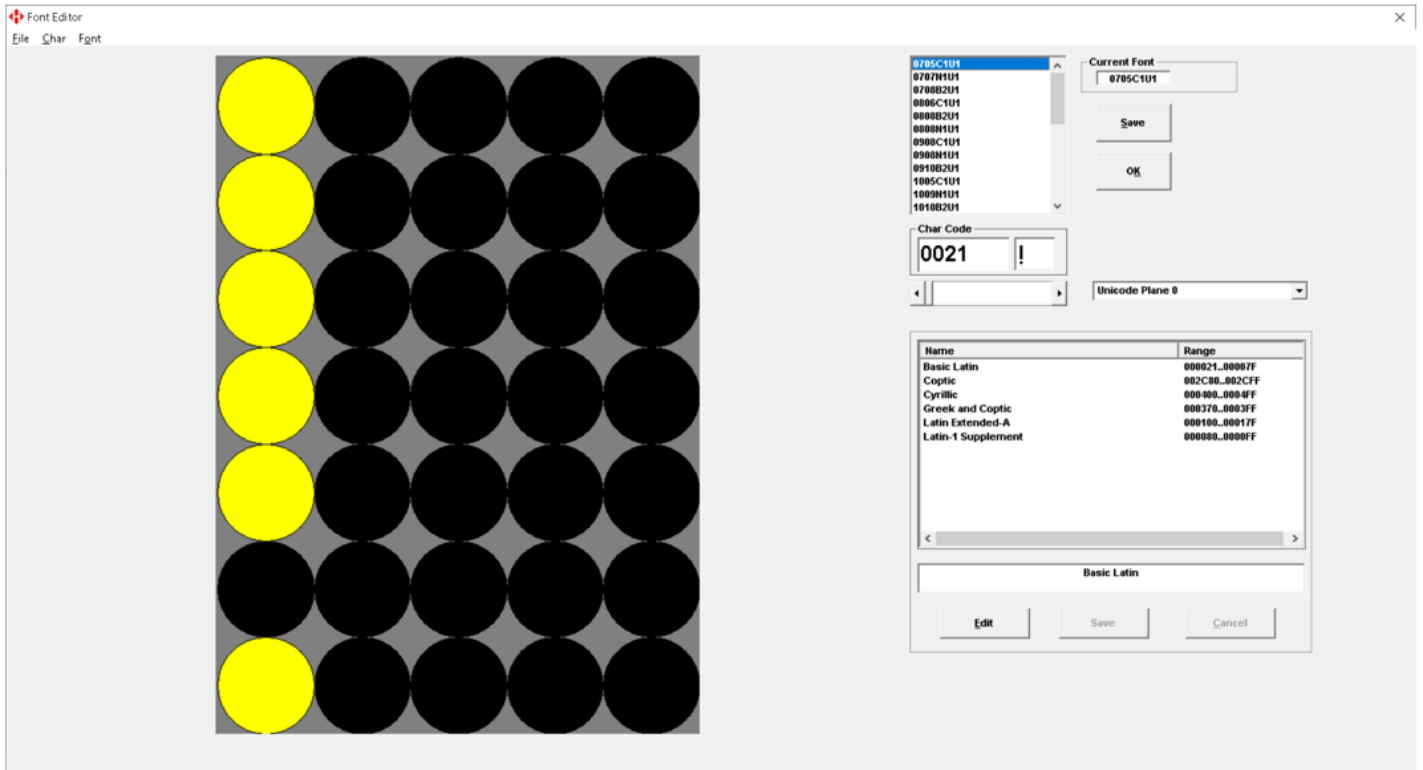 Font Editor
File Char Font
0705C1U1
0707N1U1
0708B2U1
0806C1U1
0808B2U1
0808N1U1
0908C1U1
0908N1U1
0910B2U1
1005C1U1
1009N1U1
1010B2U1
Current Font
0705C1U1
Save
OK
Char Code
0021 !
Unicode Plane 0
Name Range
Basic Latin 000021..00007F
Coptic 002C80..002CFF
Cyrillic 000400..0004FF
Greek and Coptic 000370..0003FF
Latin Extended-A 000100..00017F
Latin-1 Supplement 000080..0000FF
Basic Latin
Edit Save Cancel